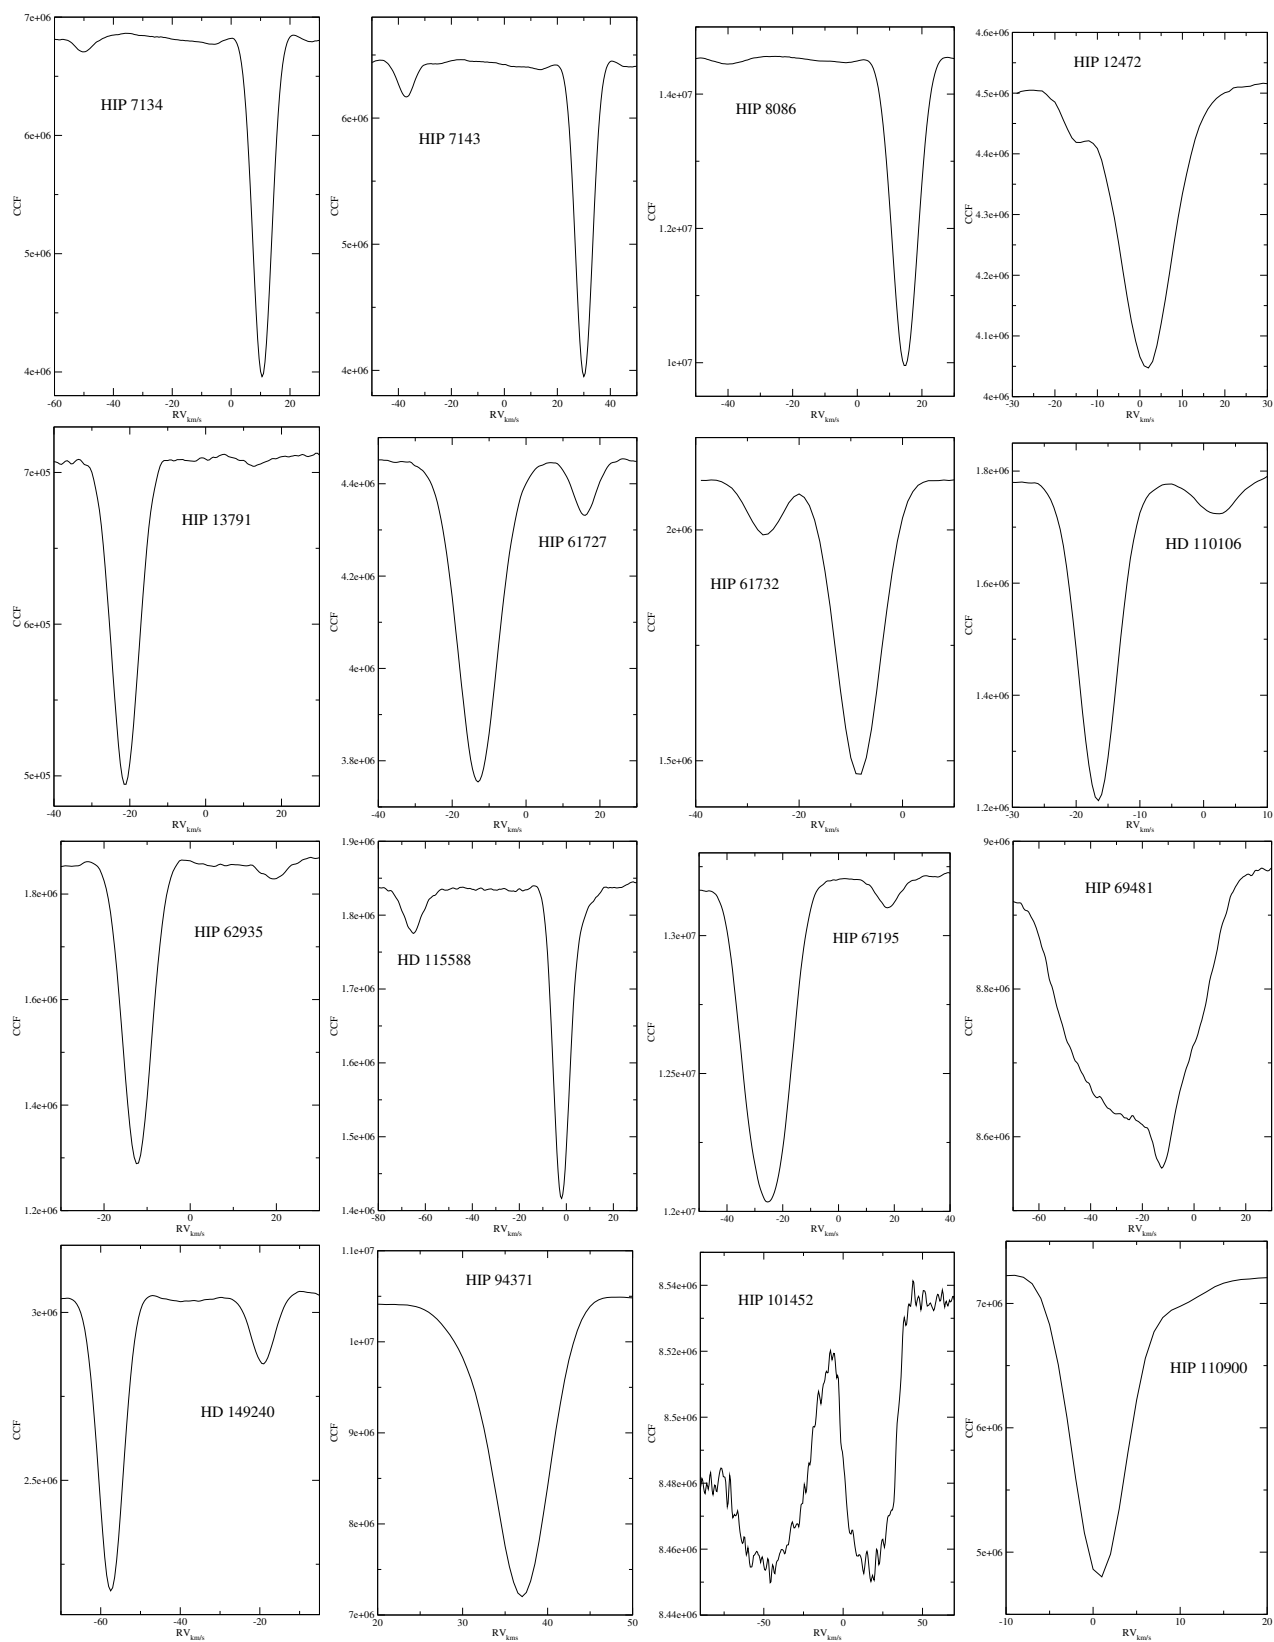 7e+06
6e+06
5e+06
4e+06
CCF
HIP 7134
-60 -40 -20 0 20
RVkm/s
-40 -20 0 20 40
6e+06
5e+06
4e+06
CCF
HIP 7143
-40 -20 0 20 40
RVkm/s
-40 -20 0 20
1.4e+07
1.2e+07
1e+07
CCF
HIP 8086
-40 -20 0 20
RVkm/s
4.6e+06
4.5e+06
4.4e+06
4.3e+06
4.2e+06
4.1e+06
4e+06
CCF
HIP 12472
-30 -20 -10 0 10 20 30
RVkm/s
7e+05
6e+05
5e+05
CCF
HIP 13791
-40 -20 0 20
RVkm/s
4.4e+06
4.2e+06
4e+06
3.8e+06
CCF
HIP 61727
-40 -20 0 20
RVkm/s
2e+06
1.5e+06
CCF
HIP 61732
-40 -20 0
RVkm/s
1.8e+06
1.6e+06
1.4e+06
1.2e+06
CCF
HD 110106
-30 -20 -10 0 10
RVkm/s
1.8e+06
1.6e+06
1.4e+06
1.2e+06
CCF
HIP 62935
-20 0 20
RVkm/s
1.9e+06
1.8e+06
1.7e+06
1.6e+06
1.5e+06
1.4e+06
CCF
HD 115588
-80 -60 -40 -20 0 20
RVkm/s
1.3e+07
1.25e+07
1.2e+07
CCF
HIP 67195
-40 -20 0 20 40
RVkm/s
9e+06
8.8e+06
8.6e+06
CCF
HIP 69481
-60 -40 -20 0 20
RVkm/s
3e+06
2.5e+06
CCF
HD 149240
-60 -40 -20
RVkm/s
1.1e+07
1e+07
9e+06
8e+06
7e+06
HIP 94371
20 30 40 50
RVkms
8.54e+06
8.52e+06
8.5e+06
8.48e+06
8.46e+06
8.44e+06
CCF
HIP 101452
-50 0 50
RVkm/s
7e+06
6e+06
5e+06
CCF
HIP 110900
-10 0 10 20
RVkm/s